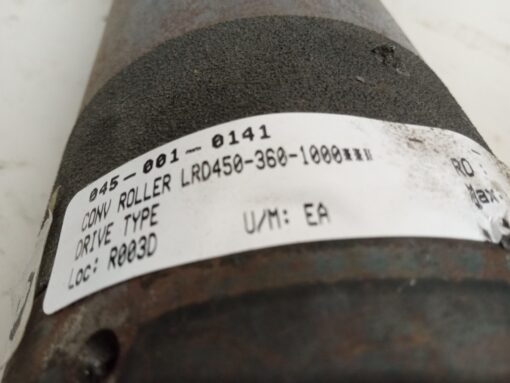 045-001-0141
CONV ROLLER LRD450-360-1000***
DRIVE TYPE
U/M: EA
Loc: R003D
RO :
Max.